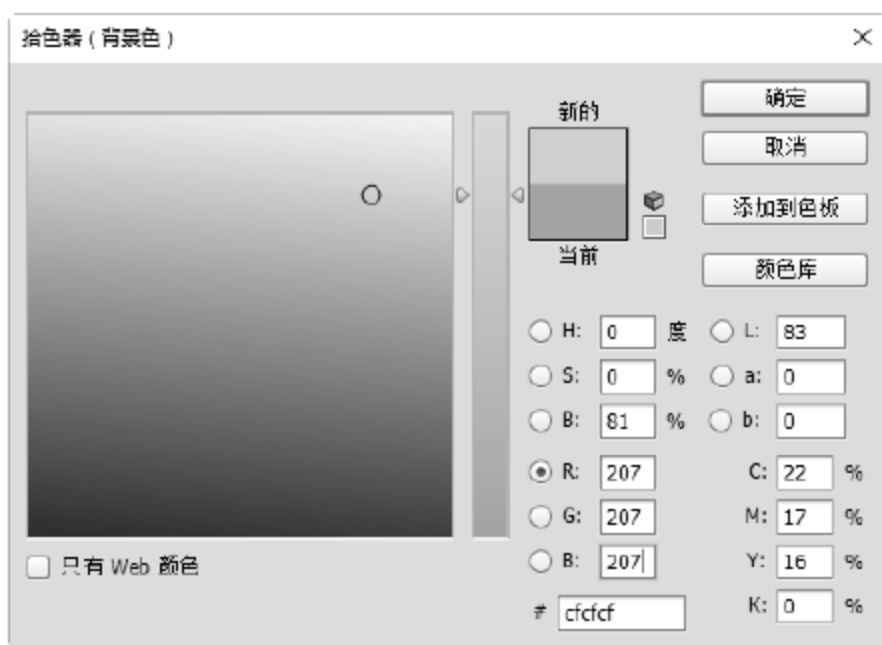 拾色器 ( 背景色 )
新的
当前
确定
取消
添加到色板
颜色库
H: 0 度
S: 0 %
B: 81 %
R: 207
G: 207
B: 207
# cfcfcf
L: 83
a: 0
b: 0
C: 22 %
M: 17 %
Y: 16 %
K: 0 %
只有 Web 颜色